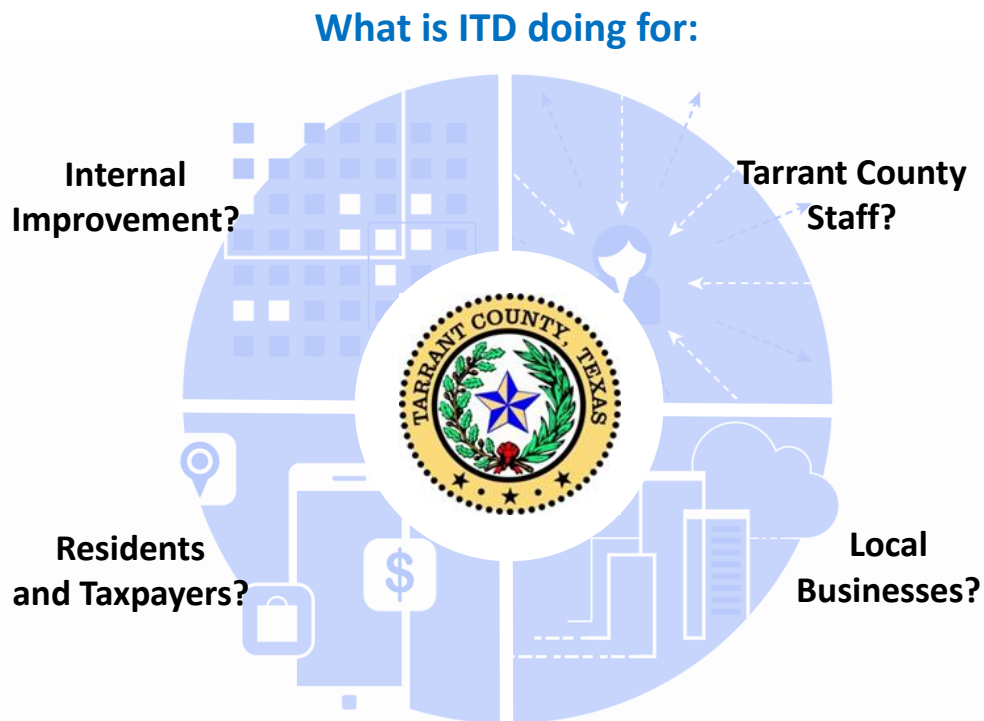 What is ITD doing for:
Internal
Improvement?
Tarrant County
Staff?
TARRANT COUNTY, TEXAS
$
Residents
and Taxpayers?
Local
Businesses?